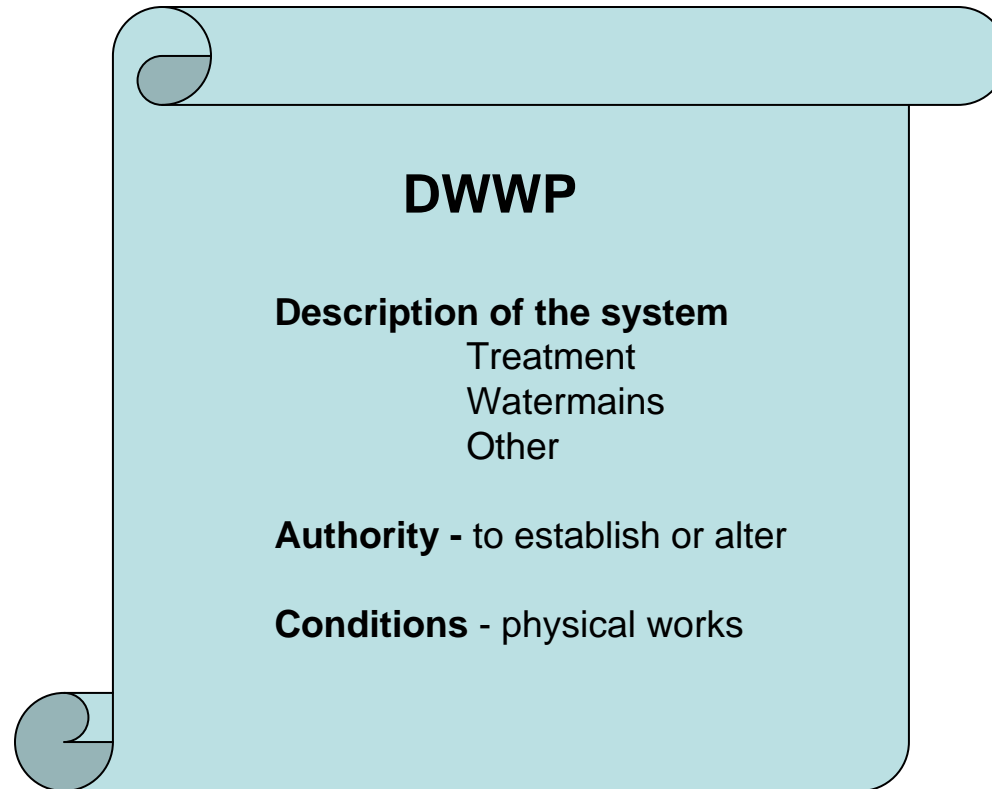 DWWP
Description of the system
Treatment
Watermains
Other
Authority - to establish or alter
Conditions - physical works